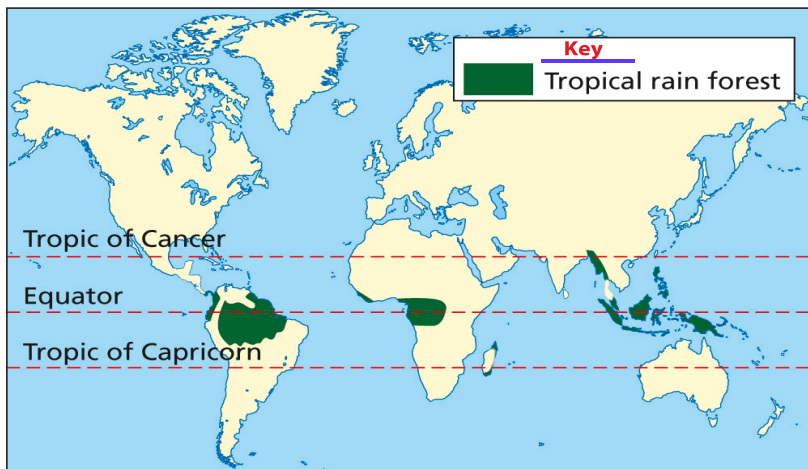 Key
Tropical rain forest
Tropic of Cancer
Equator
Tropic of Capricorn